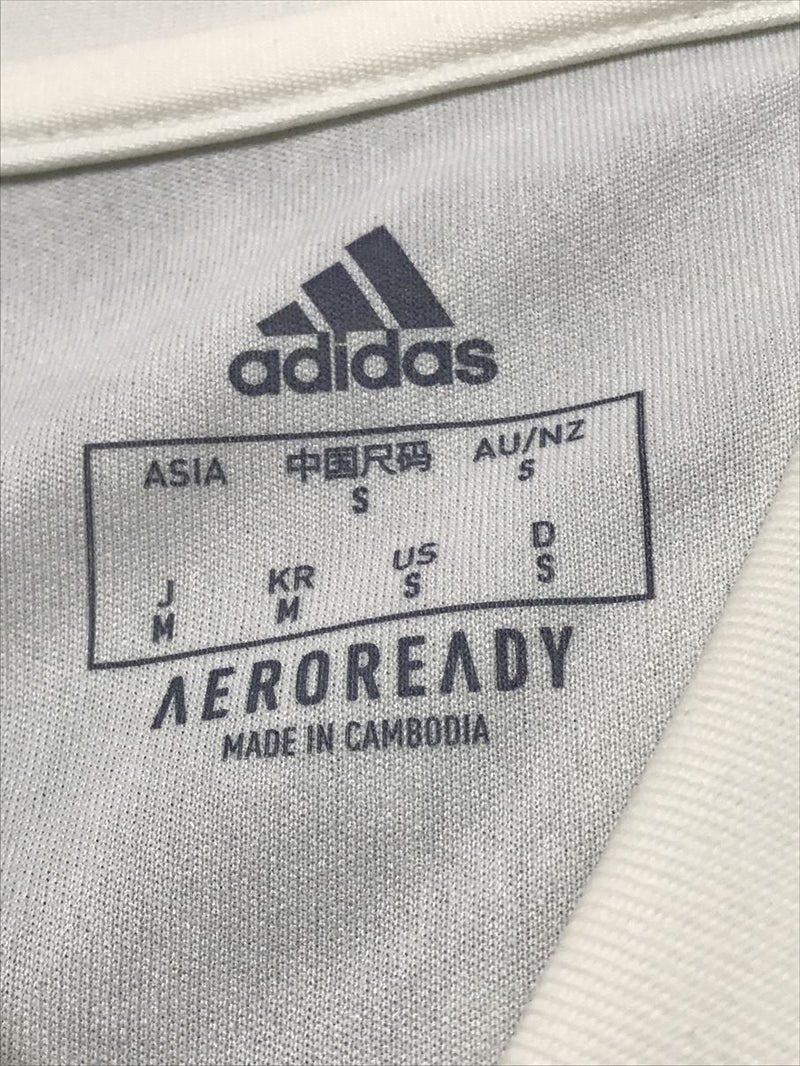 adidas
ASIA 中国尺码 AU/NZ
S S
J KR US D
M M S S
AEROREADY
MADE IN CAMBODIA